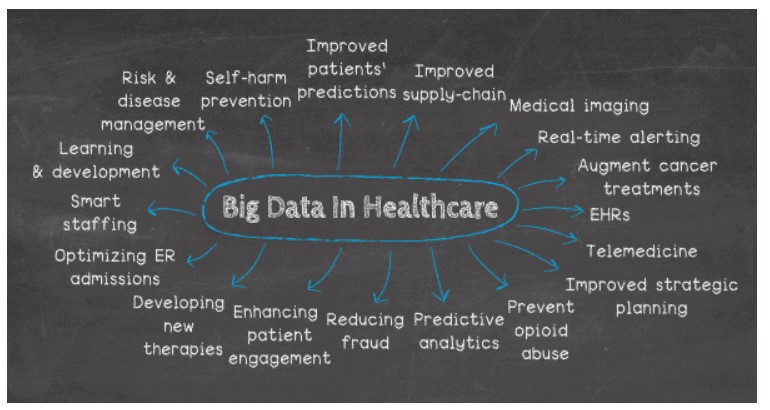 Improved
patients'
predictions
Improved
supply-chain
Self-harm
prevention
Risk &
disease
management
Medical imaging
Real-time alerting
Learning
& development
Augment cancer
treatments
Smart
staffing
Big Data In Healthcare
EHRs
Telemedicine
Optimizing ER
admissions
Improved strategic
planning
Developing
new
therapies
Enhancing
patient
engagement
Reducing
fraud
Predictive
analytics
Prevent
opioid
abuse